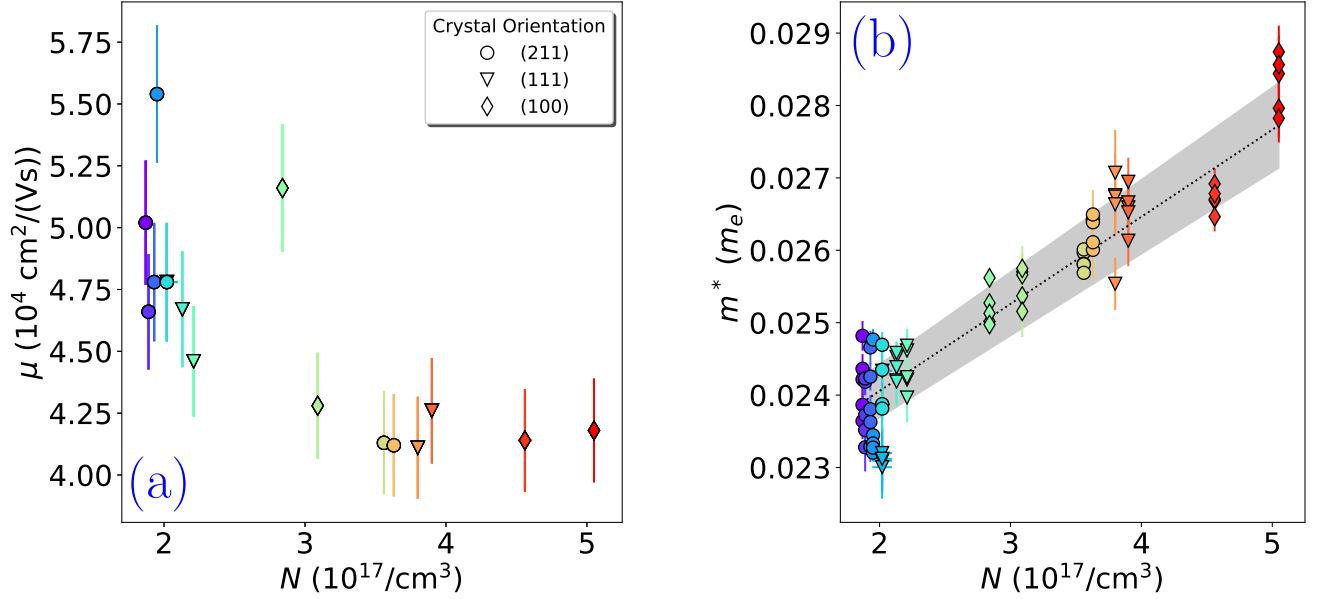 5.75
5.50
5.25
5.00
4.75
4.50
4.25
4.00
μ (10⁴ cm²/(Vs))
2 3 4 5
N (10¹⁷/cm³)
Crystal Orientation
(211)
(111)
(100)
(a)
0.029
0.028
0.027
0.026
0.025
0.024
0.023
m* (mₑ)
2 3 4 5
N (10¹⁷/cm³)
(b)